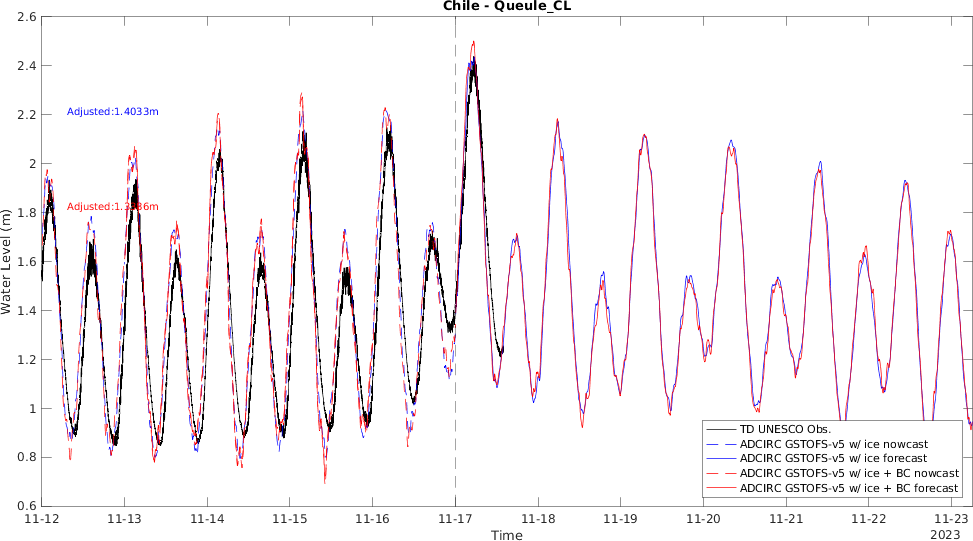 Chile - Queule_CL
2.6
2.4
2.2
2
1.8
1.6
1.4
1.2
1
0.8
0.6
Water Level (m)
Adjusted:1.4033m
TD UNESCO Obs.
ADCIRC GSTOFS-v5 w/ ice nowcast
ADCIRC GSTOFS-v5 w/ ice forecast
ADCIRC GSTOFS-v5 w/ ice + BC nowcast
ADCIRC GSTOFS-v5 w/ ice + BC forecast
11-12 11-13 11-14 11-15 11-16 11-17 11-18 11-19 11-20 11-21 11-22 11-23
Time
2023